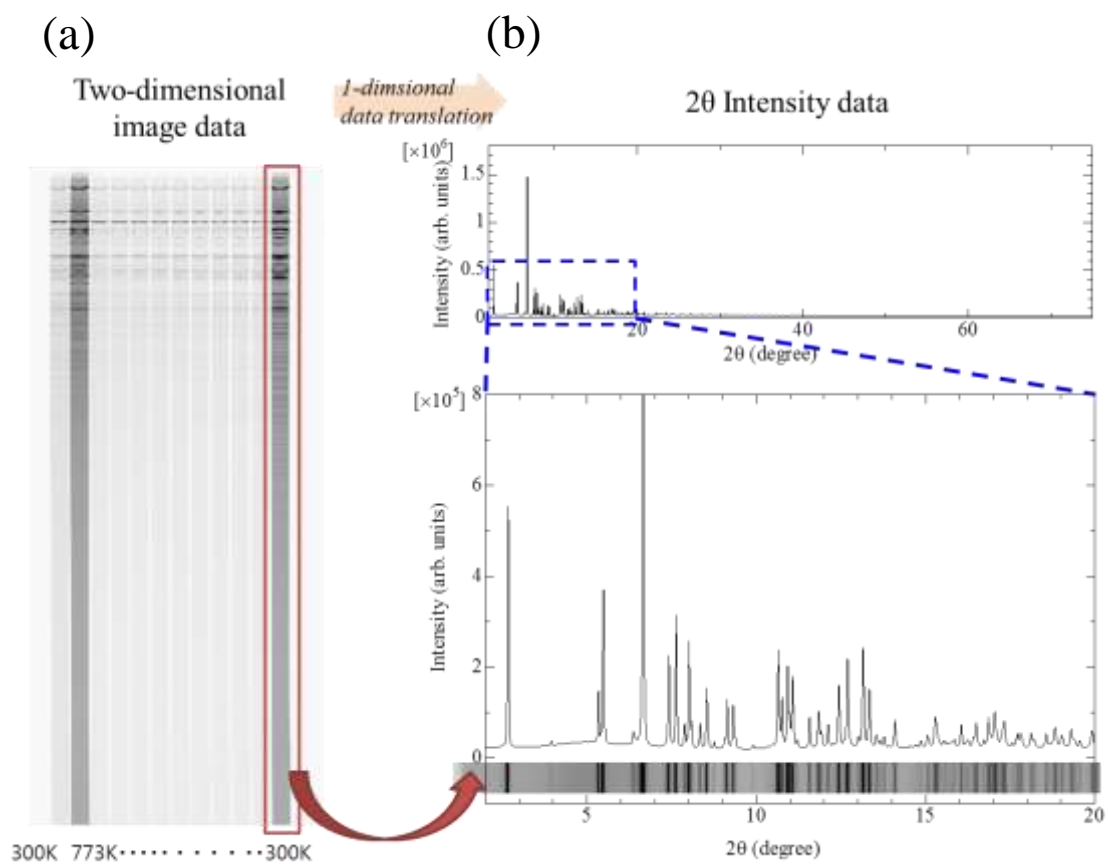 (a)
(b)
Two-dimensional
image data
1-dimsional
data translation
2θ Intensity data
[×10⁶]
1.5
1
0.5
0
Intensity (arb. units)
20
40
60
2θ (degree)
[×10⁵]
8
6
4
2
0
Intensity (arb. units)
5
10
15
20
2θ (degree)
300K 773K·············300K